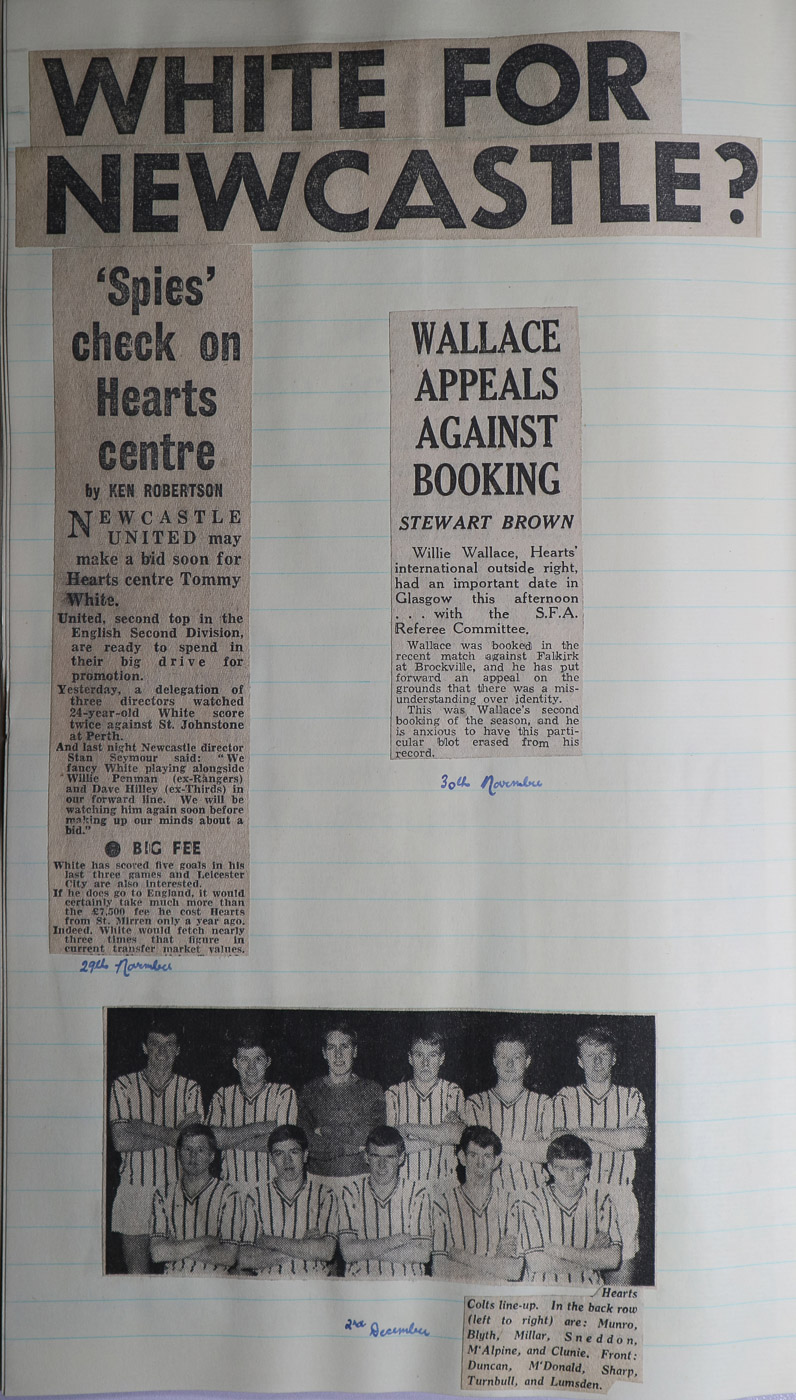 WHITE FOR
NEWCASTLE?
'Spies'
check on
Hearts
centre
by KEN ROBERTSON
NEWCASTLE
UNITED may
make a bid soon for
Hearts centre Tommy
White.
United, second top in the
English Second Division,
are ready to spend in
their big drive for
promotion.
Yesterday, a delegation of
three directors watched
24-year-old White score
twice against St. Johnstone
at Perth.
And last night Newcastle director
Stan Seymour said: "We
fancy White playing alongside
Willie Penman (ex-Rangers)
and Dave Hilley (ex-Thirds) in
our forward line. We will be
watching him again soon before
making up our minds about a
bid."
● BIG FEE
White has scored five goals in his
last three games and Leicester
City are also interested.
If he does go to England, it would
certainly take much more than
the £7,500 fee he cost Hearts
from St. Mirren only a year ago.
Indeed, White would fetch nearly
three times that figure in
current transfer market values.
29th November
WALLACE
APPEALS
AGAINST
BOOKING
STEWART BROWN
Willie Wallace, Hearts'
international outside right,
had an important date in
Glasgow this afternoon
. . . with the S.F.A.
Referee Committee.
Wallace was booked in the
recent match against Falkirk
at Brockville, and he has put
forward an appeal on the
grounds that there was a mis-
understanding over identity.
This was Wallace's second
booking of the season, and he
is anxious to have this parti-
cular blot erased from his
record.
30th November
Hearts
Colts line-up. In the back row
(left to right) are: Munro,
Blyth, Millar, Sneddon,
M'Alpine, and Clunie. Front:
Duncan, M'Donald, Sharp,
Turnbull, and Lumsden.
2nd December